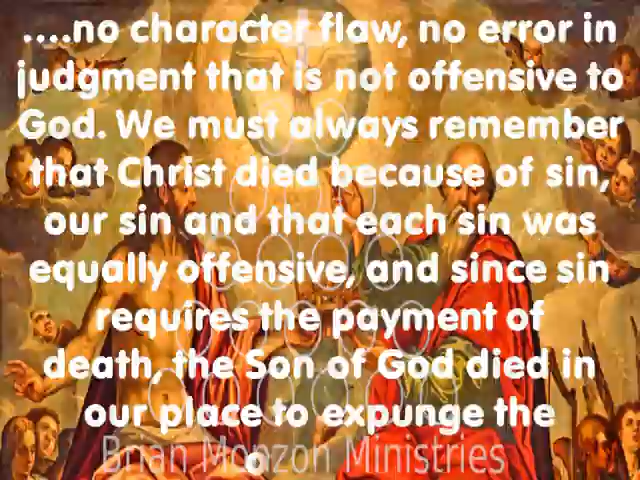 ....no character flaw, no error in
judgment that is not offensive to
God. We must always remember
that Christ died because of sin,
our sin and that each sin was
equally offensive, and since sin
requires the payment of
death, the Son of God died in
our place to expunge the
Brian Monzon Ministries